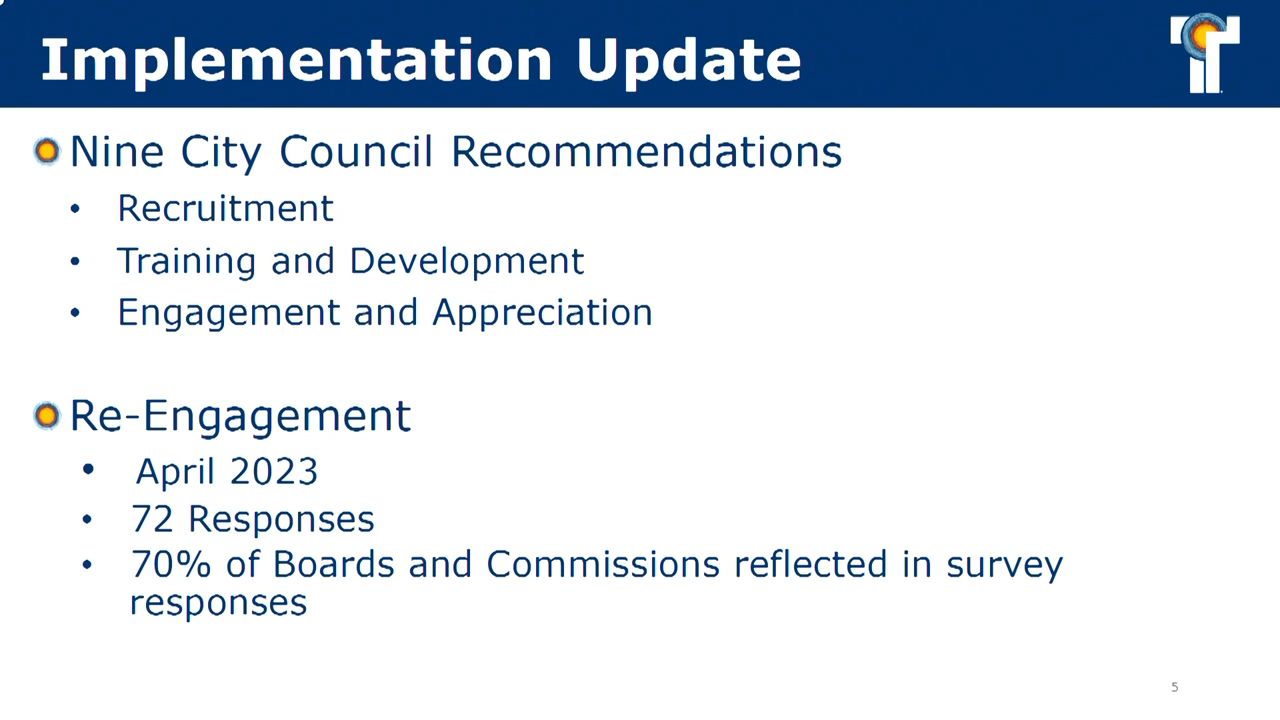 Implementation Update
Nine City Council Recommendations
• Recruitment
• Training and Development
• Engagement and Appreciation
Re-Engagement
• April 2023
• 72 Responses
• 70% of Boards and Commissions reflected in survey
responses
5